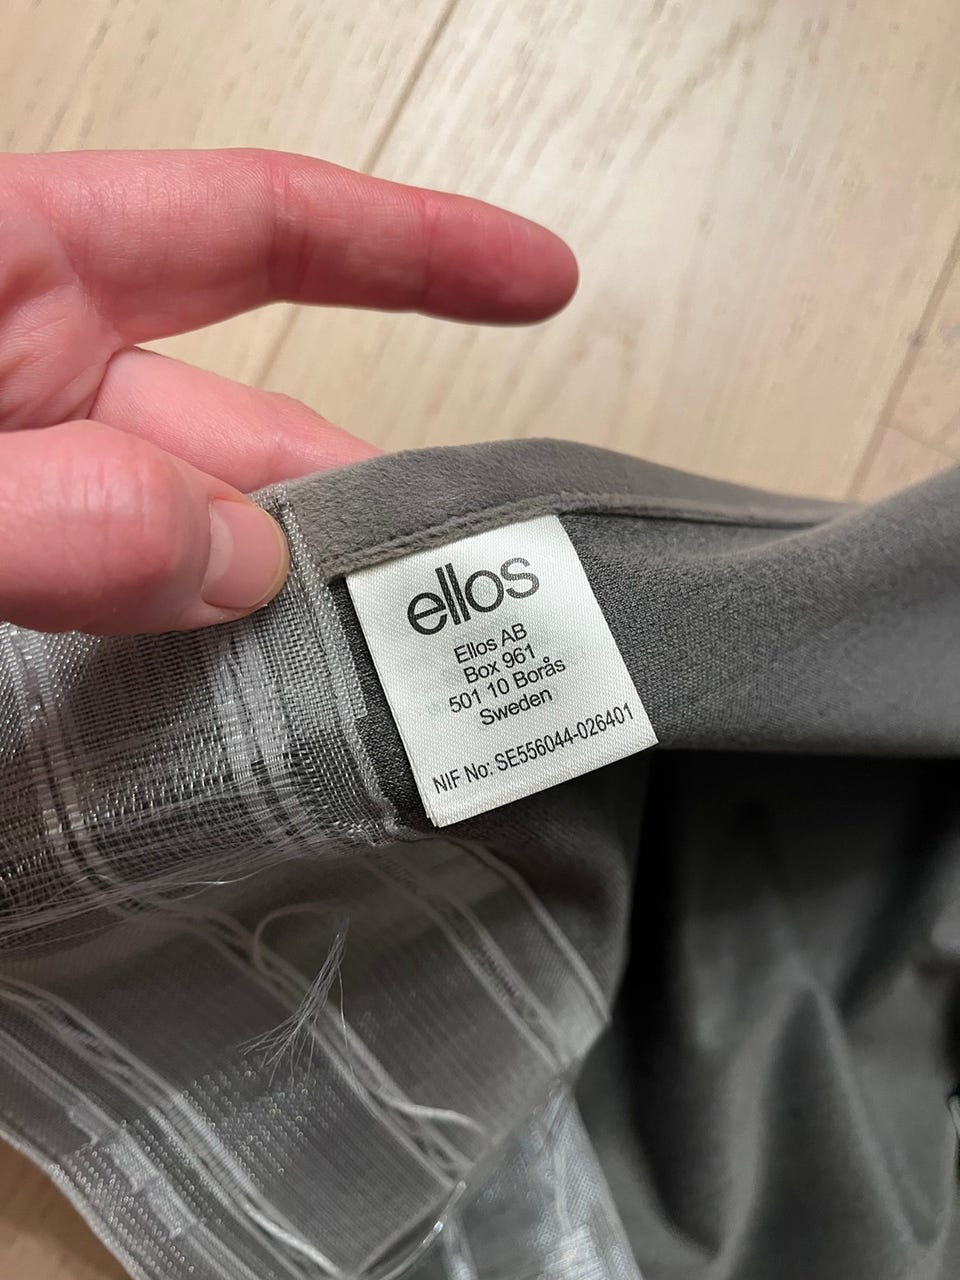 ellos
Ellos AB
Box 961
501 10 Borås
Sweden
NIF No: SE556044-026401